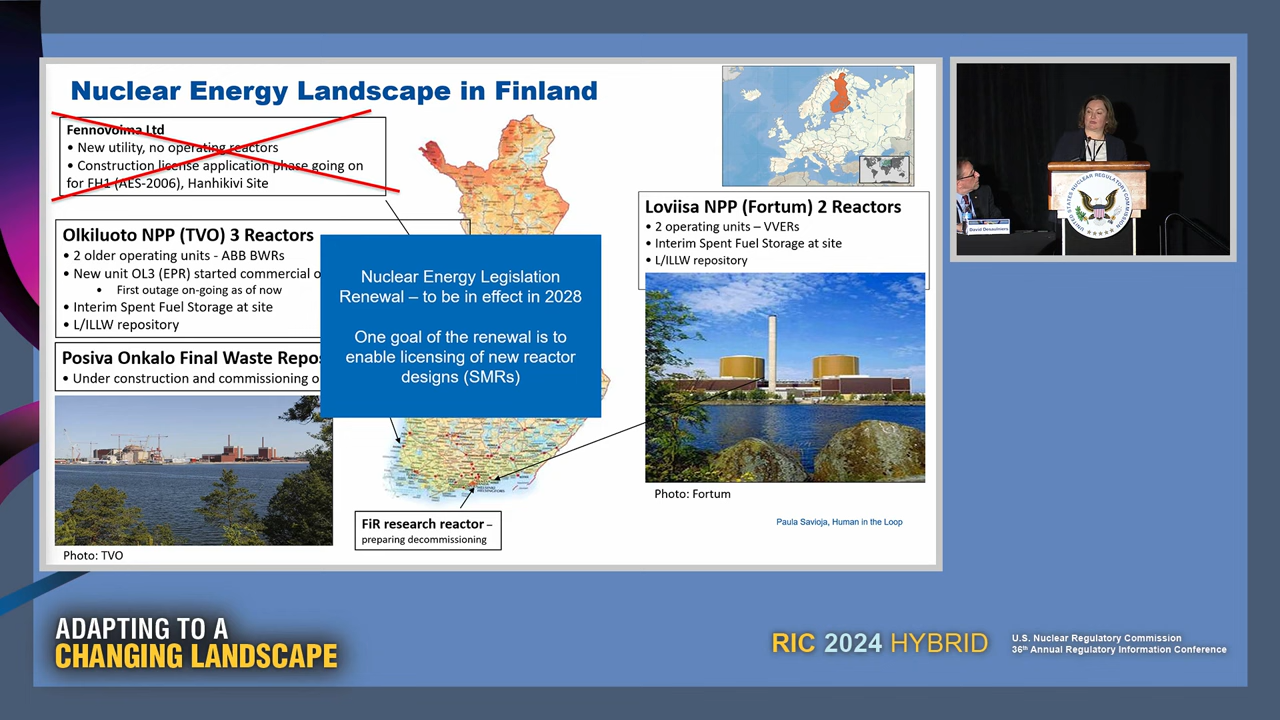 Nuclear Energy Landscape in Finland
Fennovoima Ltd
• New utility, no operating reactors
• Construction license application phase going on
for FH1 (AES-2006), Hanhikivi Site
Olkiluoto NPP (TVO) 3 Reactors
• 2 older operating units - ABB BWRs
• New unit OL3 (EPR) started commercial o
• First outage on-going as of now
• Interim Spent Fuel Storage at site
• L/ILLW repository
Posiva Onkalo Final Waste Repos
• Under construction and commissioning o
Photo: TVO
Nuclear Energy Legislation
Renewal – to be in effect in 2028
One goal of the renewal is to
enable licensing of new reactor
designs (SMRs)
FiR research reactor –
preparing decommissioning
Loviisa NPP (Fortum) 2 Reactors
• 2 operating units – VVERs
• Interim Spent Fuel Storage at site
• L/ILLW repository
Photo: Fortum
Paula Savioja, Human in the Loop
UNITED STATES NUCLEAR REGULATORY COMMISSION
ADAPTING TO A
CHANGING LANDSCAPE
RIC 2024 HYBRID
U.S. Nuclear Regulatory Commission
36th Annual Regulatory Information Conference